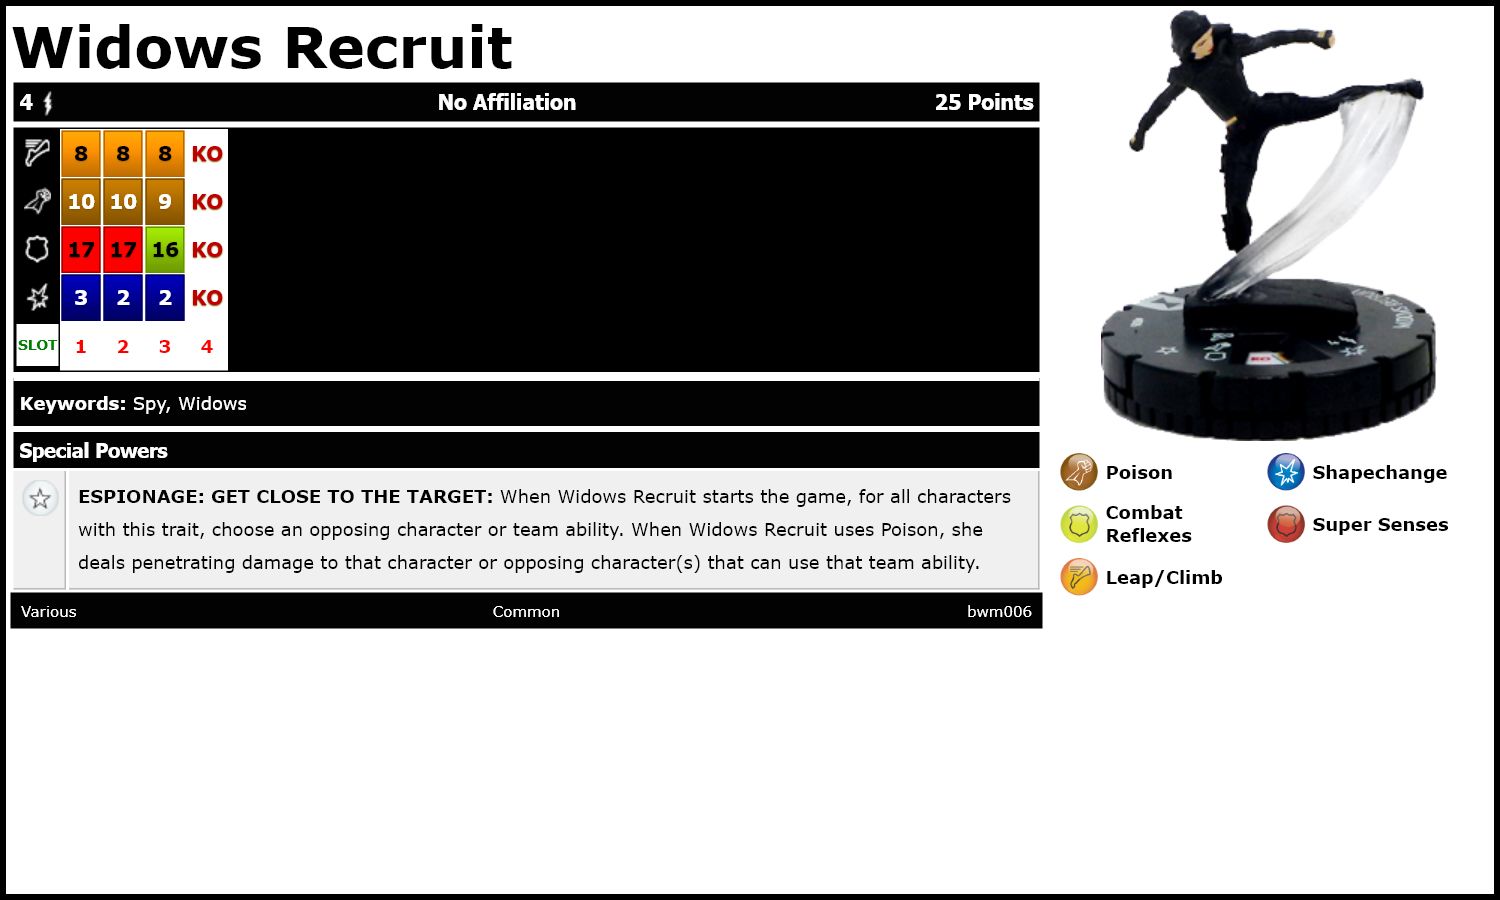 Widows Recruit
4 No Affiliation 25 Points
8 8 8 KO
10 10 9 KO
17 17 16 KO
3 2 2 KO
SLOT 1 2 3 4
Keywords: Spy, Widows
Special Powers
ESPIONAGE: GET CLOSE TO THE TARGET: When Widows Recruit starts the game, for all characters
with this trait, choose an opposing character or team ability. When Widows Recruit uses Poison, she
deals penetrating damage to that character or opposing character(s) that can use that team ability.
Various Common bwm006
WIDOWS RECRUIT
KO
Poison
Shapechange
Combat
Reflexes
Super Senses
Leap/Climb